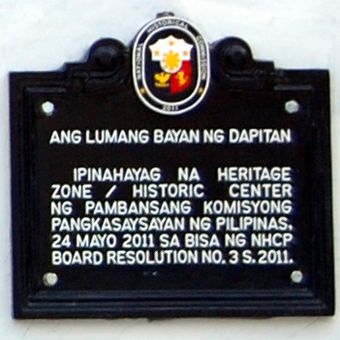 NATIONAL HISTORICAL COMMISSION
2011
ANG LUMANG BAYAN NG DAPITAN
IPINAHAYAG NA HERITAGE
ZONE / HISTORIC CENTER
NG PAMBANSANG KOMISYONG
PANGKASAYSAYAN NG PILIPINAS,
24 MAYO 2011 SA BISA NG NHCP
BOARD RESOLUTION NO. 3 S. 2011.